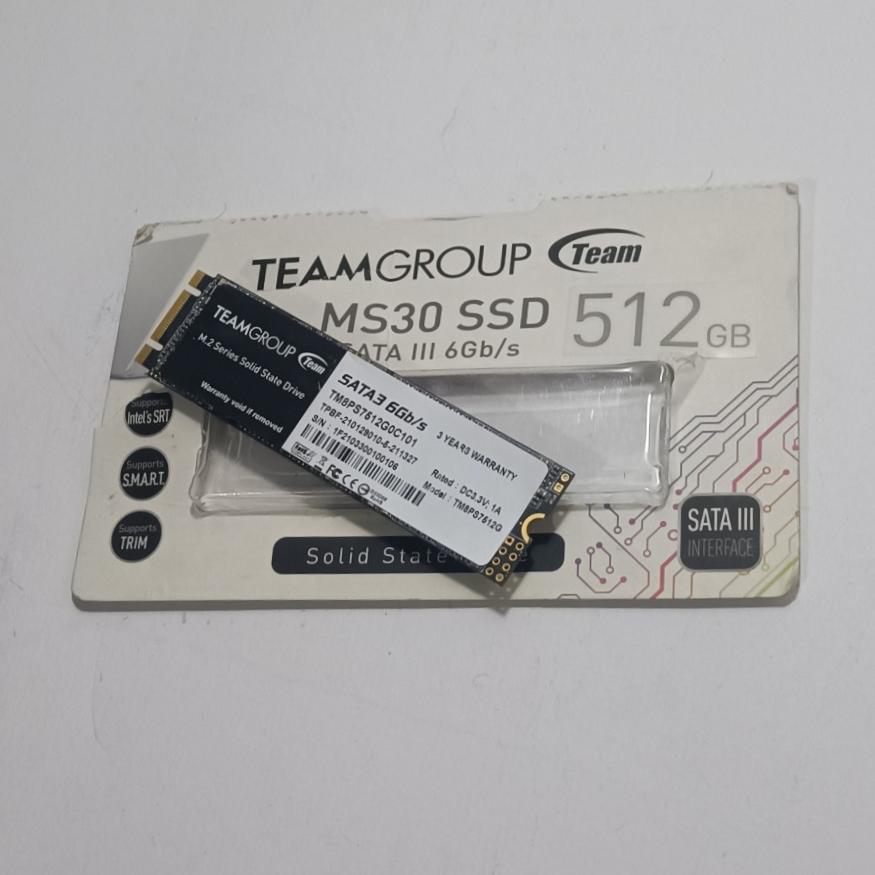 TEAMGROUP Team
MS30 SSD 512GB
SATA III 6Gb/s
Supports
Intel's SRT
Supports
S.M.A.R.T.
Supports
TRIM
Solid State
SATA III
INTERFACE
TEAMGROUP Team
M.2 Series Solid State Drive
Warranty void if removed
SATA3 6Gb/s
TM8PS7512G0C101
TPBF-210129010-5-211327
S/N : 1F2103300100106
3 YEARS WARRANTY
Rated : DC3.3V; 1A
Model : TM8PS7512G